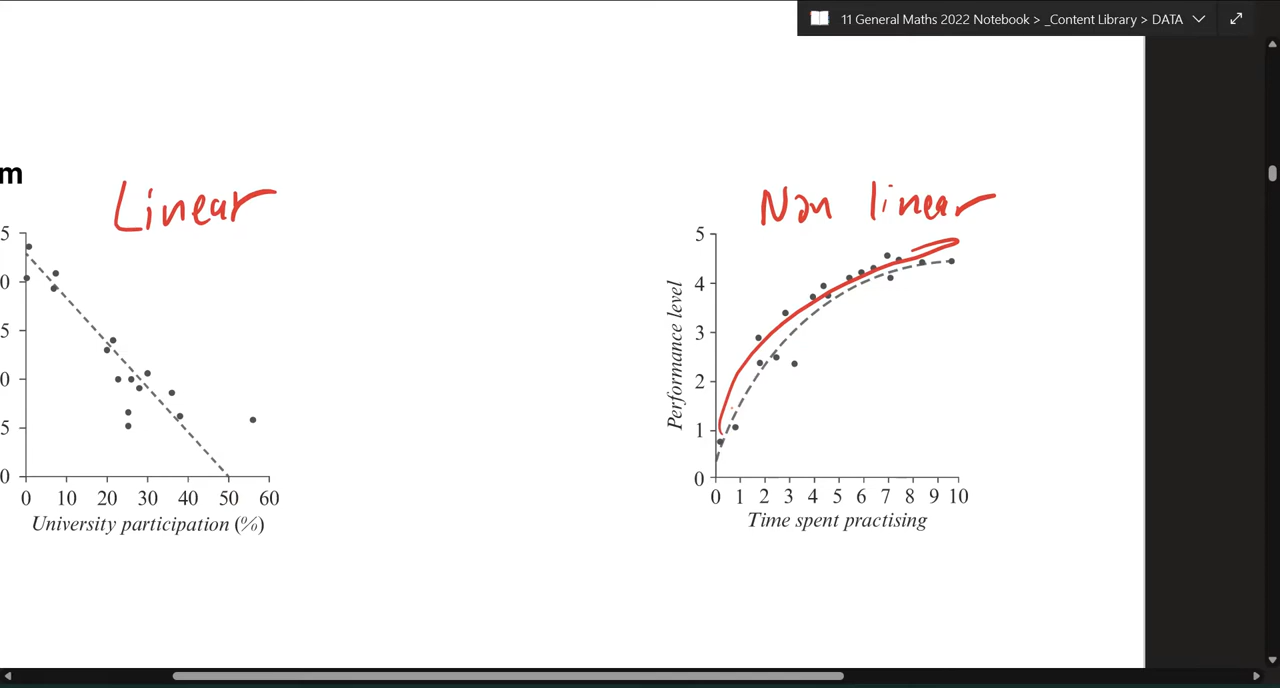 11 General Maths 2022 Notebook > _Content Library > DATA
m
Linear
5
0
5
0
5
0
0 10 20 30 40 50 60
University participation (%)
Non linear
5
4
3
2
1
0
Performance level
0 1 2 3 4 5 6 7 8 9 10
Time spent practising